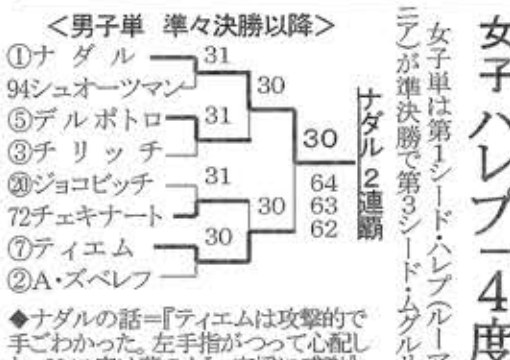 女子ハレプ4度
女子単は第1シード・ハレプ(ルーマ
ニア)が準決勝で第3シード・ムグルリ
<男子単 準々決勝以降>
①ナダル
94シュオーツマン
⑤デルポトロ
③チリッチ
⑳ジョコビッチ
72チェキナート
⑦ティエム
②A・ズベレフ
31
31
31
30
30
30
30
64
63
62
ナダル2連覇
◆ナダルの話=『ティエムは攻撃的で
手ごわかった。左手指がつって心配し